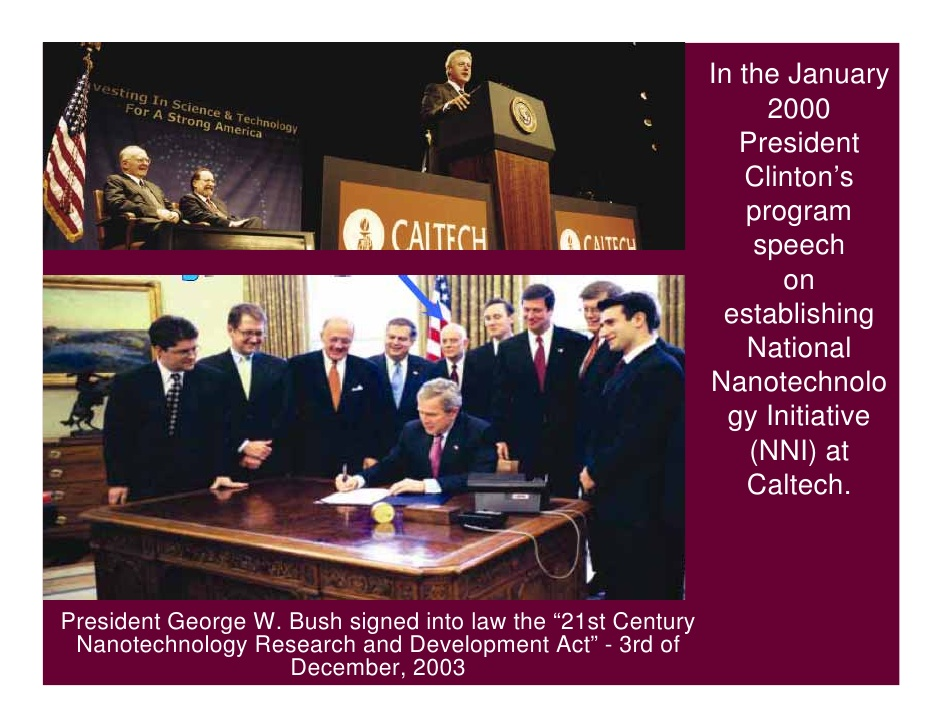 nvesting In Science & Technology
For A Strong America
CALTECH
CALTECH
In the January
2000
President
Clinton’s
program
speech
on
establishing
National
Nanotechnolo
gy Initiative
(NNI) at
Caltech.
President George W. Bush signed into law the “21st Century
Nanotechnology Research and Development Act” - 3rd of
December, 2003